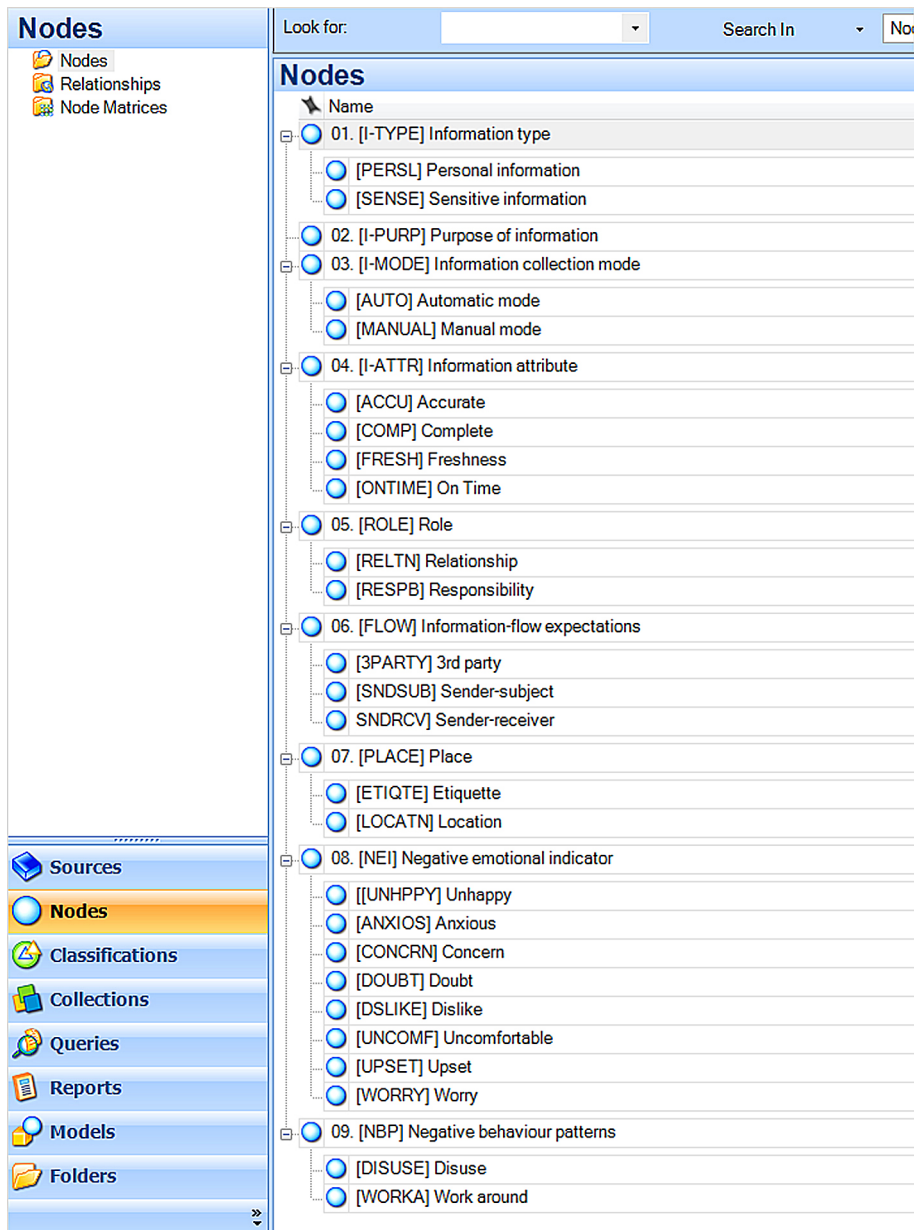 Nodes
Nodes
Relationships
Node Matrices
Sources
Nodes
Classifications
Collections
Queries
Reports
Models
Folders
»
Look for:
Search In
Nodes
Name
01. [I-TYPE] Information type
[PERSL] Personal information
[SENSE] Sensitive information
02. [I-PURP] Purpose of information
03. [I-MODE] Information collection mode
[AUTO] Automatic mode
[MANUAL] Manual mode
04. [I-ATTR] Information attribute
[ACCU] Accurate
[COMP] Complete
[FRESH] Freshness
[ONTIME] On Time
05. [ROLE] Role
[RELTN] Relationship
[RESPB] Responsibility
06. [FLOW] Information-flow expectations
[3PARTY] 3rd party
[SNDSUB] Sender-subject
SNDRCV] Sender-receiver
07. [PLACE] Place
[ETIQTE] Etiquette
[LOCATN] Location
08. [NEI] Negative emotional indicator
[[UNHPPY] Unhappy
[ANXIOS] Anxious
[CONCRN] Concern
[DOUBT] Doubt
[DSLIKE] Dislike
[UNCOMF] Uncomfortable
[UPSET] Upset
[WORRY] Worry
09. [NBP] Negative behaviour patterns
[DISUSE] Disuse
[WORKA] Work around